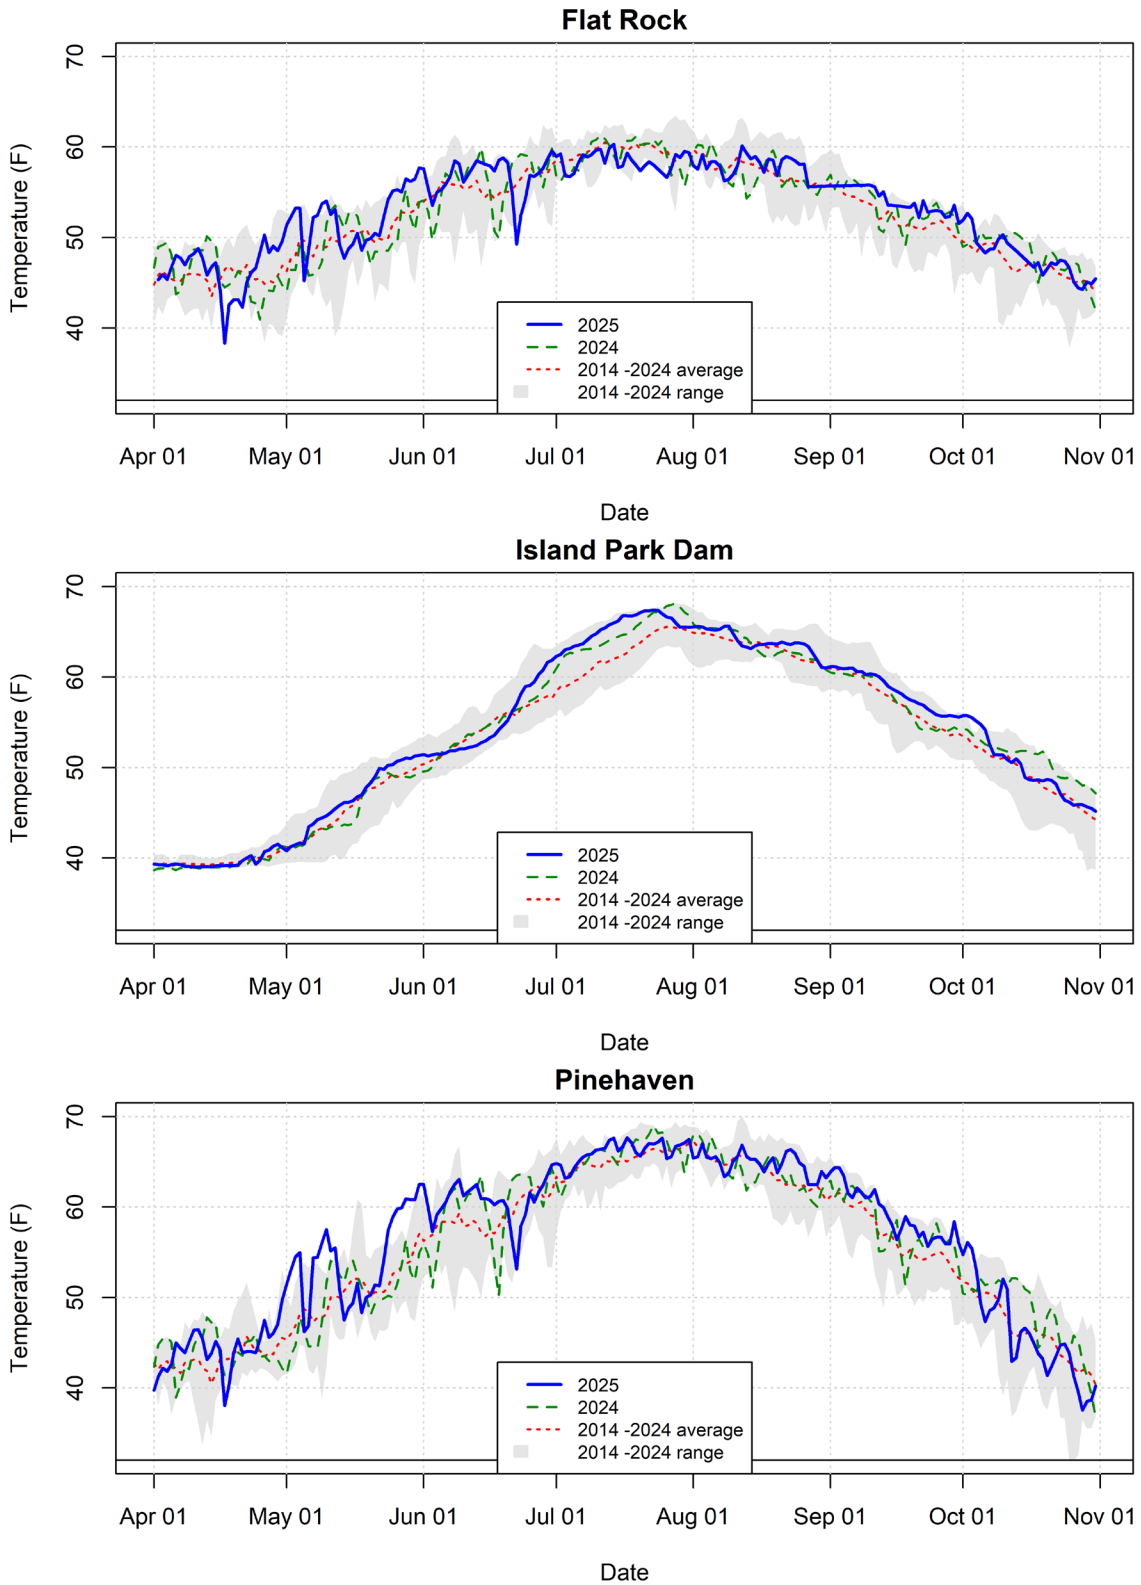 Flat Rock
70
60
50
40
Temperature (F)
2025
2024
2014 -2024 average
2014 -2024 range
Apr 01 May 01 Jun 01 Jul 01 Aug 01 Sep 01 Oct 01 Nov 01
Date
Island Park Dam
70
60
50
40
Temperature (F)
2025
2024
2014 -2024 average
2014 -2024 range
Apr 01 May 01 Jun 01 Jul 01 Aug 01 Sep 01 Oct 01 Nov 01
Date
Pinehaven
70
60
50
40
Temperature (F)
2025
2024
2014 -2024 average
2014 -2024 range
Apr 01 May 01 Jun 01 Jul 01 Aug 01 Sep 01 Oct 01 Nov 01
Date